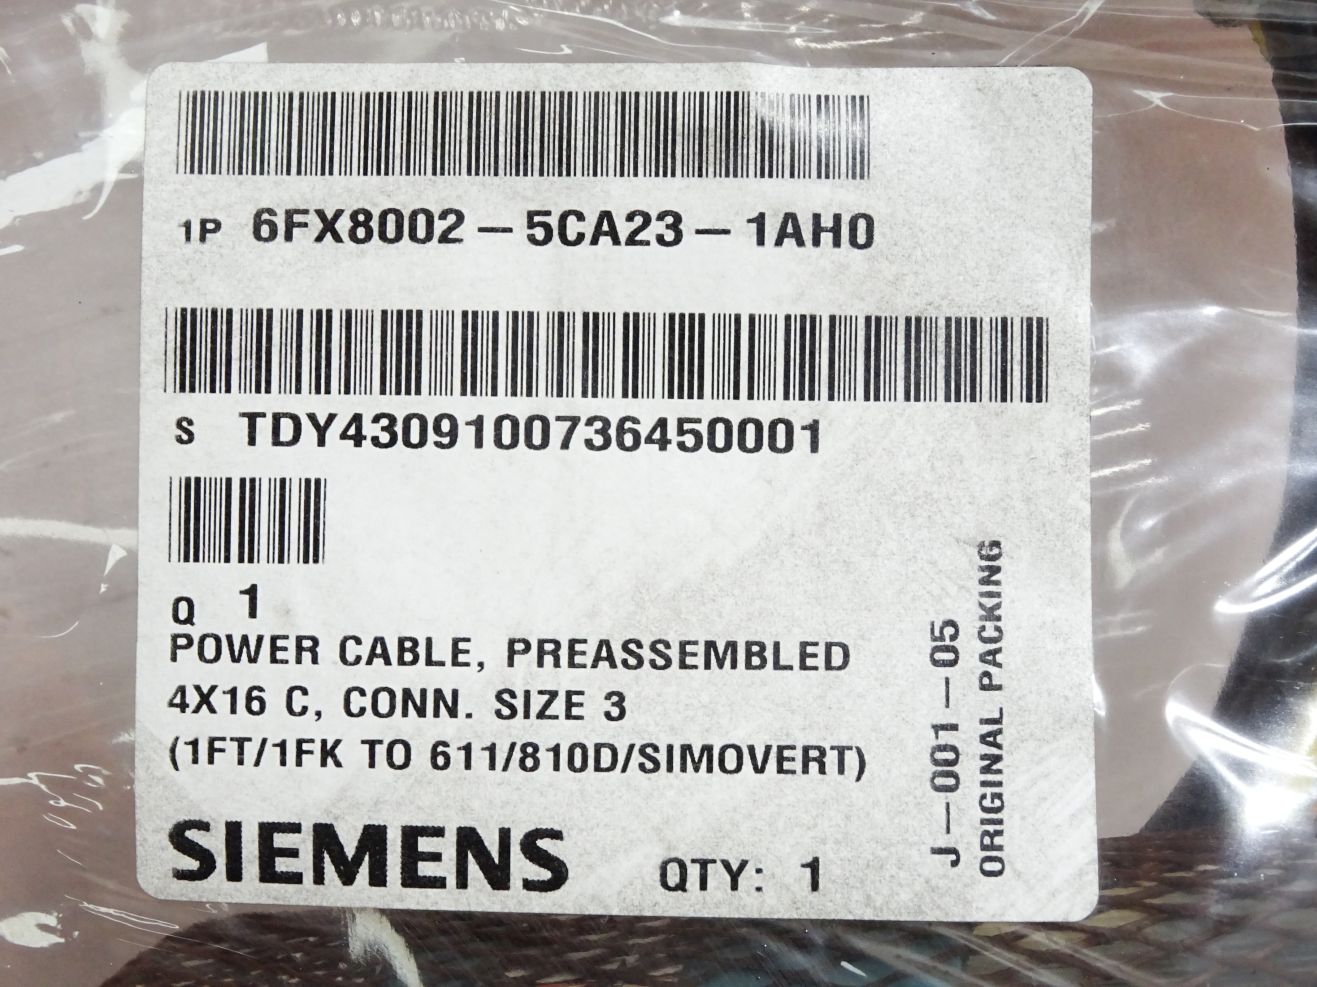 1P 6FX8002-5CA23-1AH0
S TDY4309100736450001
Q 1
POWER CABLE, PREASSEMBLED
4X16 C, CONN. SIZE 3
(1FT/1FK TO 611/810D/SIMOVERT)
SIEMENS QTY: 1
J-001-05
ORIGINAL PACKING